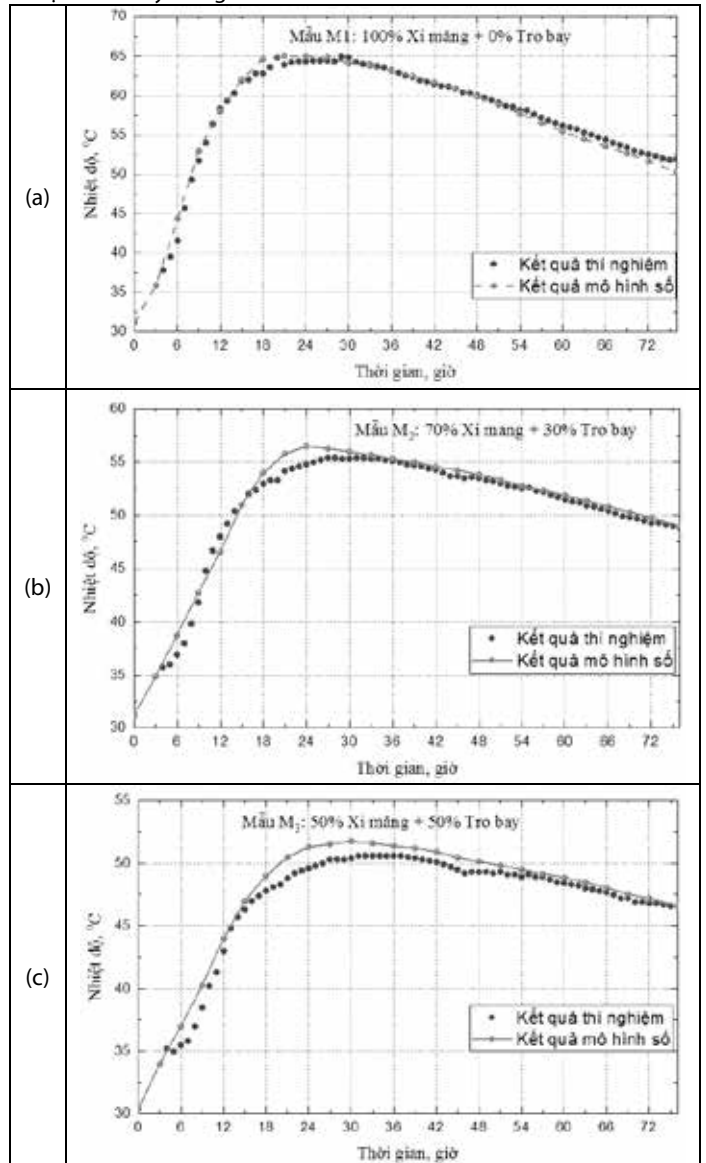 (a)
Mẫu M1: 100% Xi măng + 0% Tro bay
Nhiệt độ, °C
70
65
60
55
50
45
40
35
30
Kết quả thí nghiệm
Kết quả mô hình số
0 6 12 18 24 30 36 42 48 54 60 66 72
Thời gian, giờ
(b)
Mẫu M₂: 70% Xi măng + 30% Tro bay
Nhiệt độ, °C
60
55
50
45
40
35
30
Kết quả thí nghiệm
Kết quả mô hình số
0 6 12 18 24 30 36 42 48 54 60 66 72
Thời gian, giờ
(c)
Mẫu M₃: 50% Xi măng + 50% Tro bay
Nhiệt độ, °C
55
50
45
40
35
30
Kết quả thí nghiệm
Kết quả mô hình số
0 6 12 18 24 30 36 42 48 54 60 66 72
Thời gian, giờ